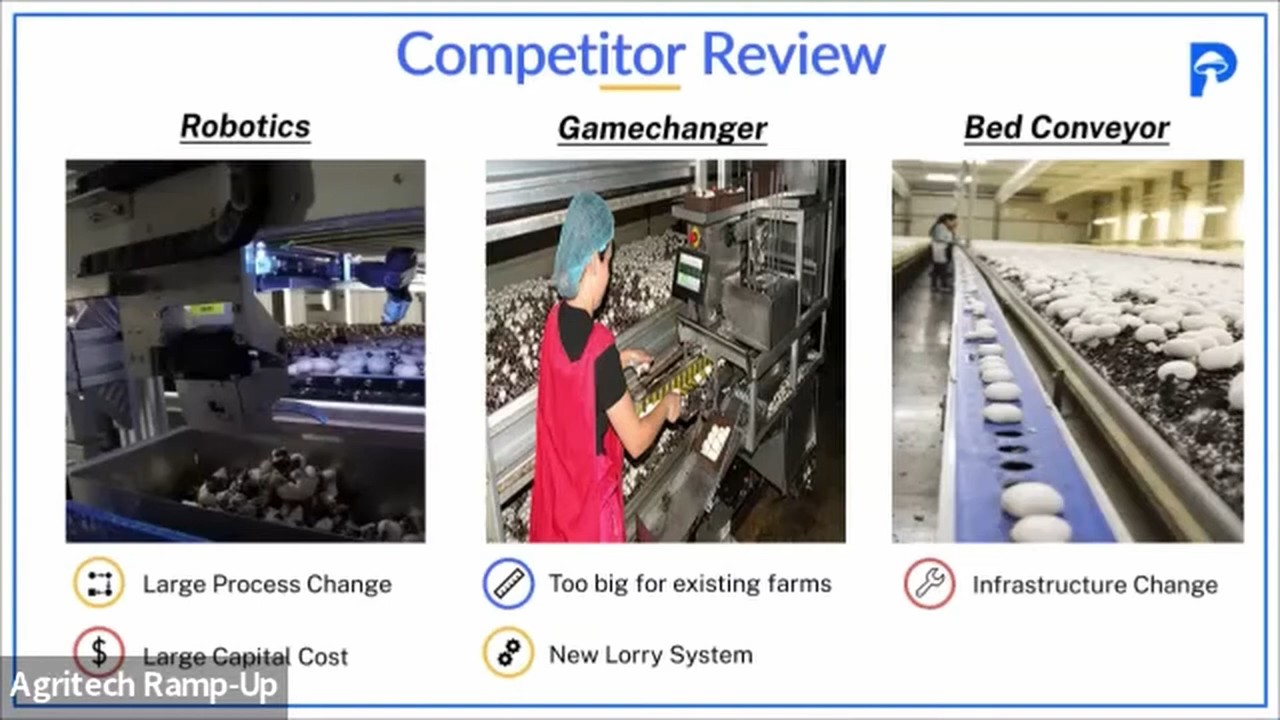 Competitor Review
Robotics
Gamechanger
Bed Conveyor
Large Process Change
Too big for existing farms
Infrastructure Change
$ Large Capital Cost
New Lorry System
Agritech Ramp-Up